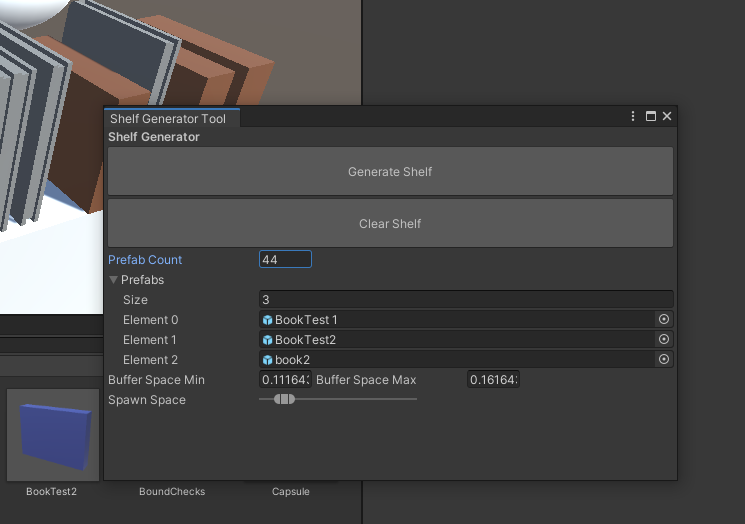 Shelf Generator Tool
Shelf Generator
Generate Shelf
Clear Shelf
Prefab Count 44
Prefabs
Size 3
Element 0 BookTest 1
Element 1 BookTest2
Element 2 book2
Buffer Space Min 0.11164 Buffer Space Max 0.16164
Spawn Space
BookTest2 BoundChecks Capsule